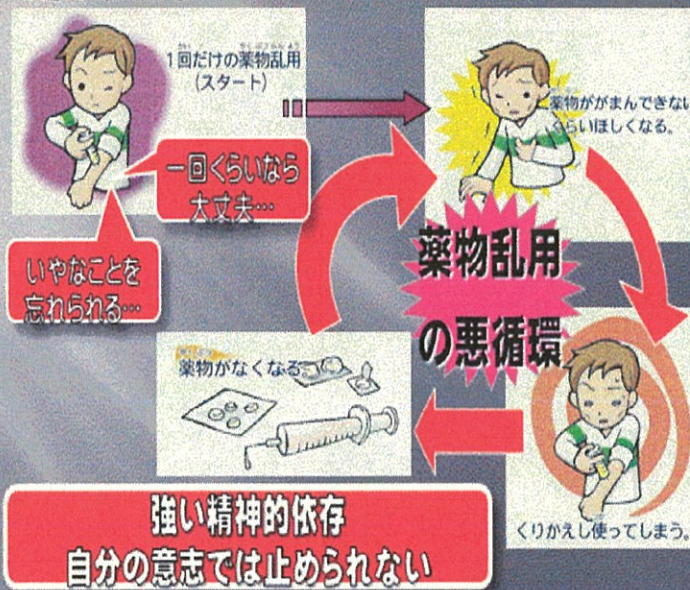 1回だけの薬物乱用
(スタート)
薬物ががまんできない
くらいほしくなる。
一回くらいなら
大丈夫…
いやなことを
忘れられる…
薬物乱用
の悪循環
薬物がなくなる
くりかえし使ってしまう。
強い精神的依存
自分の意志では止められない